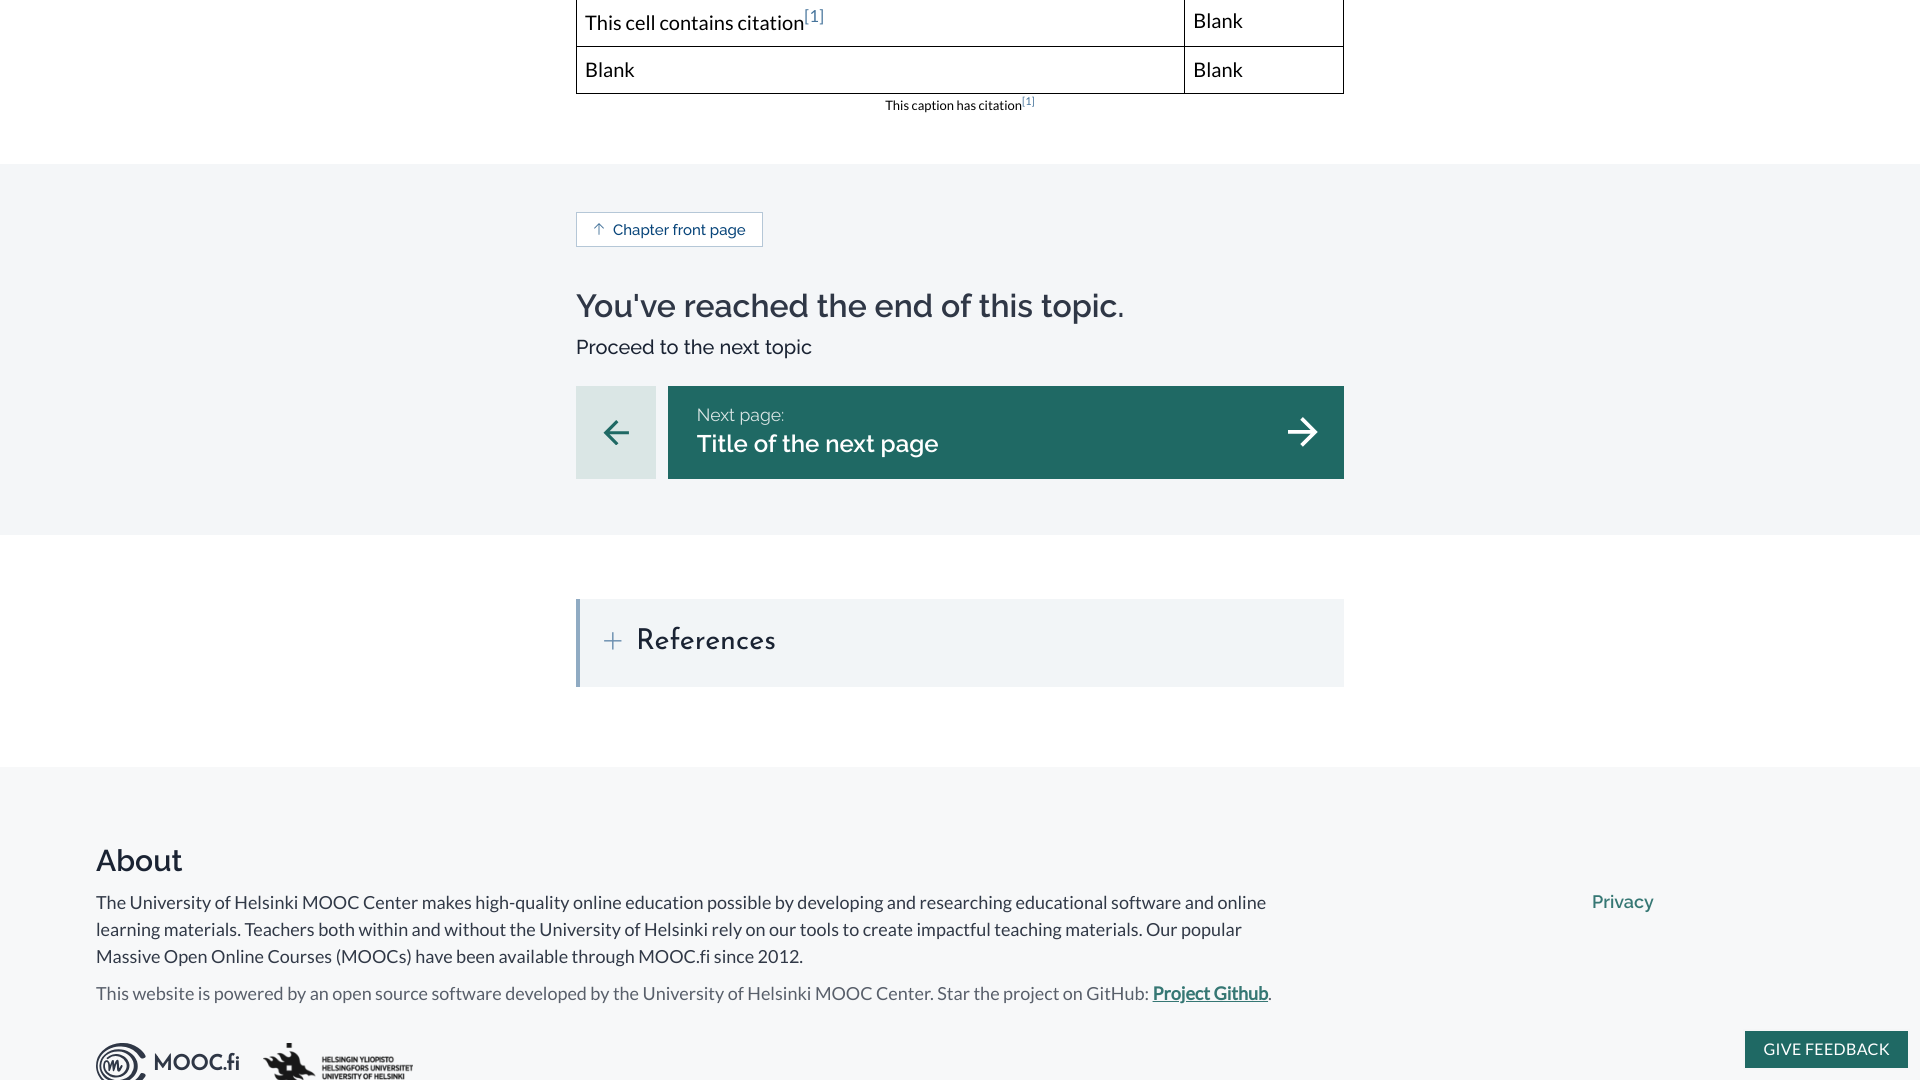 This cell contains citation[1]
Blank
Blank
Blank
This caption has citation[1]
Chapter front page
You've reached the end of this topic.
Proceed to the next topic
Next page:
Title of the next page
References
About
The University of Helsinki MOOC Center makes high-quality online education possible by developing and researching educational software and online
learning materials. Teachers both within and without the University of Helsinki rely on our tools to create impactful teaching materials. Our popular
Massive Open Online Courses (MOOCs) have been available through MOOC.fi since 2012.
Privacy
This website is powered by an open source software developed by the University of Helsinki MOOC Center. Star the project on GitHub: Project Github.
MOOC.fi
HELSINGIN YLIOPISTO
HELSINGFORS UNIVERSITET
UNIVERSITY OF HELSINKI
GIVE FEEDBACK